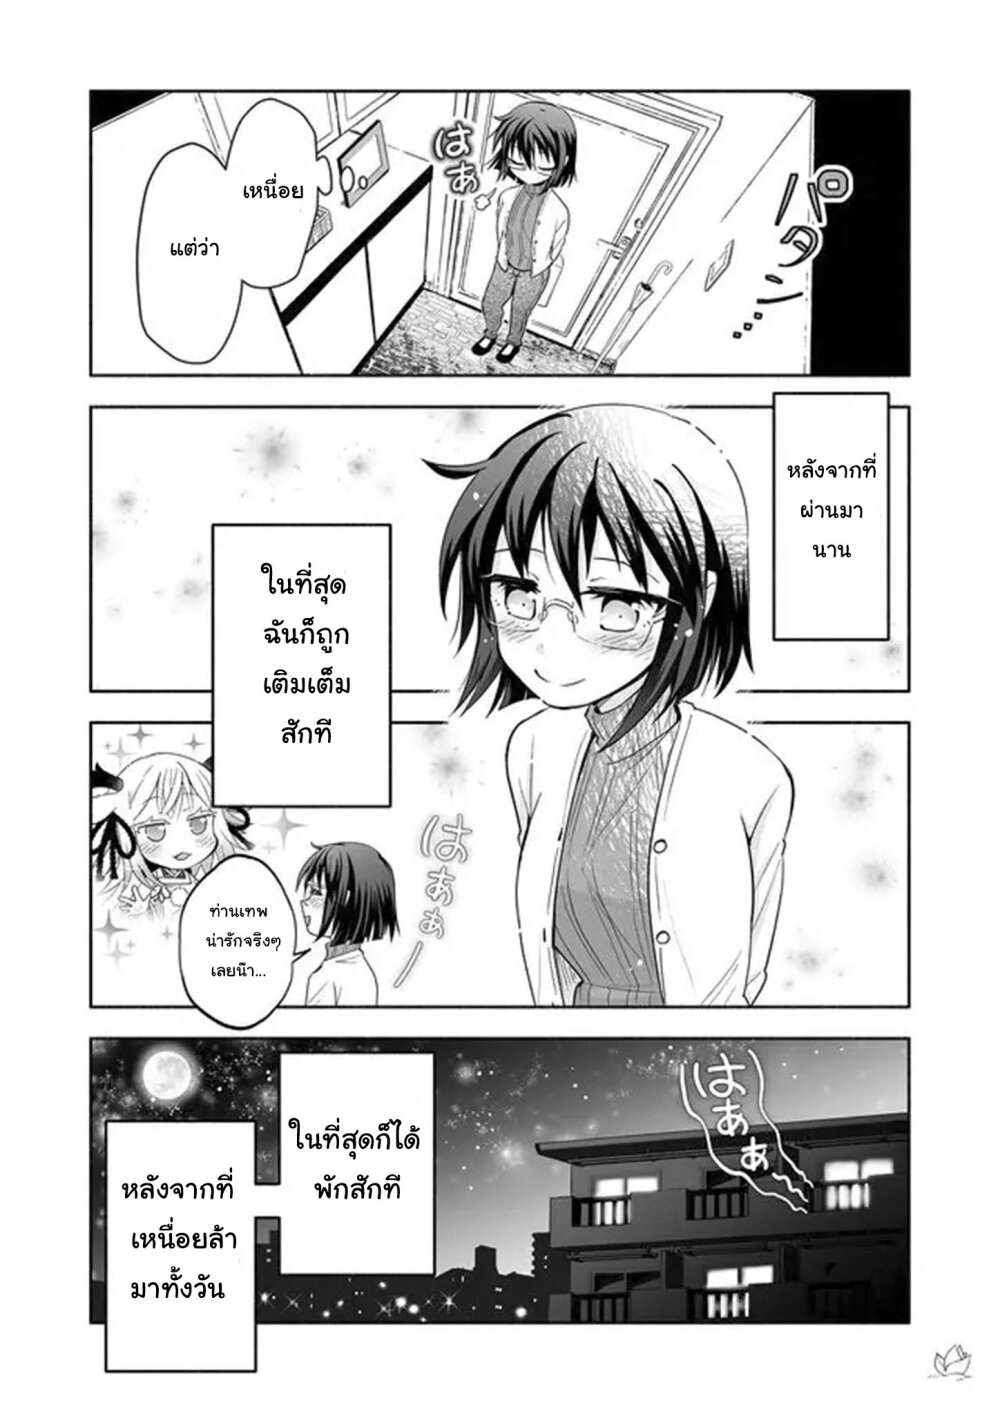 パタン…
はぁ
เหนื่อย
แต่ว่า
หลังจากที่
ผ่านมา
นาน
ในที่สุด
ฉันก็ถูก
เติมเต็ม
สักที
はぁぁー
ท่านเทพ
น่ารักจริงๆ
เลยน๊า...
はぁぁ
ในที่สุดก็ได้
พักสักที
หลังจากที่
เหนื่อยล้า
มาทั้งวัน